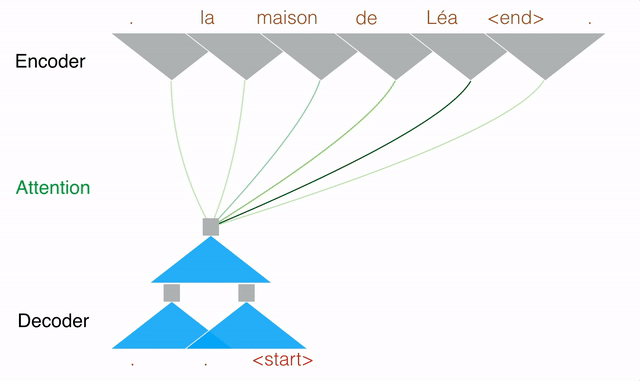 . la maison de Léa <end> .
Encoder
Attention
Decoder
. . <start>